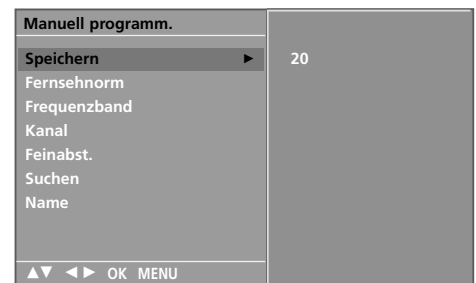 Manuell programm.
Speichern ► 20
Fernsehnorm
Frequenzband
Kanal
Feinabst.
Suchen
Name
▲▼ ◄► OK MENU